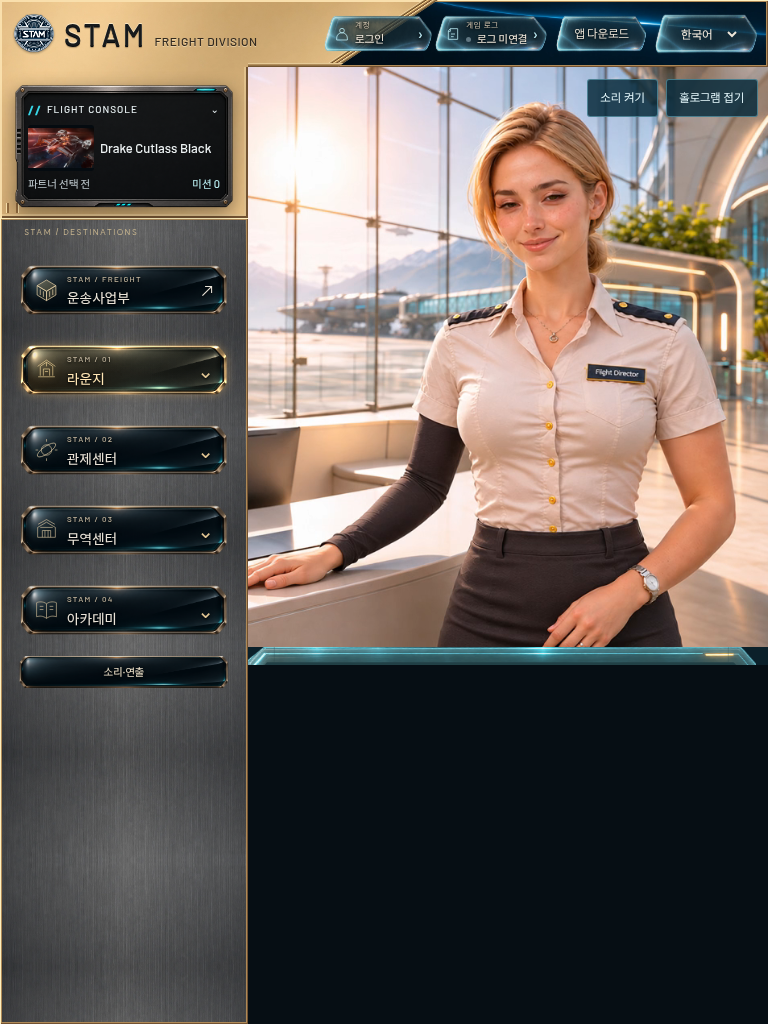 STAM
STAM FREIGHT DIVISION
계정
로그인
게임 로그
로그 미연결
앱 다운로드
한국어
// FLIGHT CONSOLE
Drake Cutlass Black
파트너 선택 전
미션 0
소리 켜기
홀로그램 접기
Flight Director
STAM / DESTINATIONS
STAM / FREIGHT
운송사업부
STAM / 01
라운지
STAM / 02
관제센터
STAM / 03
무역센터
STAM / 04
아카데미
소리·연출